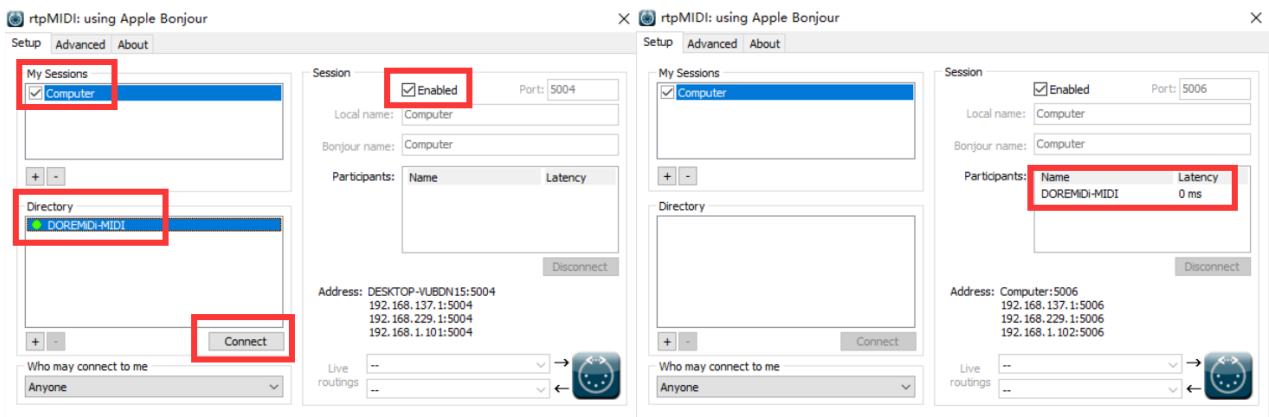 rtpMIDI: using Apple Bonjour
Setup Advanced About
My Sessions
Computer
+ -
Directory
DOREMiDi-MIDI
+ - Connect
Who may connect to me
Anyone
Session
Enabled Port: 5004
Local name: Computer
Bonjour name: Computer
Participants: Name Latency
Disconnect
Address: DESKTOP-VUBDN15:5004
192.168.137.1:5004
192.168.229.1:5004
192.168.1.101:5004
Live
routings
--
--
rtpMIDI: using Apple Bonjour
Setup Advanced About
My Sessions
Computer
+ -
Directory
+ - Connect
Who may connect to me
Anyone
Session
Enabled Port: 5006
Local name: Computer
Bonjour name: Computer
Participants: Name Latency
DOREMiDi-MIDI 0 ms
Disconnect
Address: Computer:5006
192.168.137.1:5006
192.168.229.1:5006
192.168.1.102:5006
Live
routings
--
--